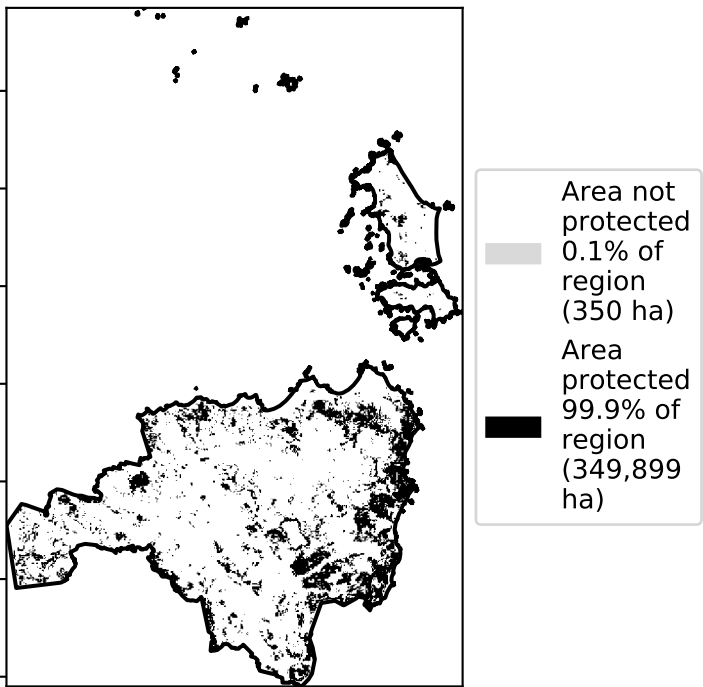 Area not
protected
0.1% of
region
(350 ha)
Area
protected
99.9% of
region
(349,899
ha)